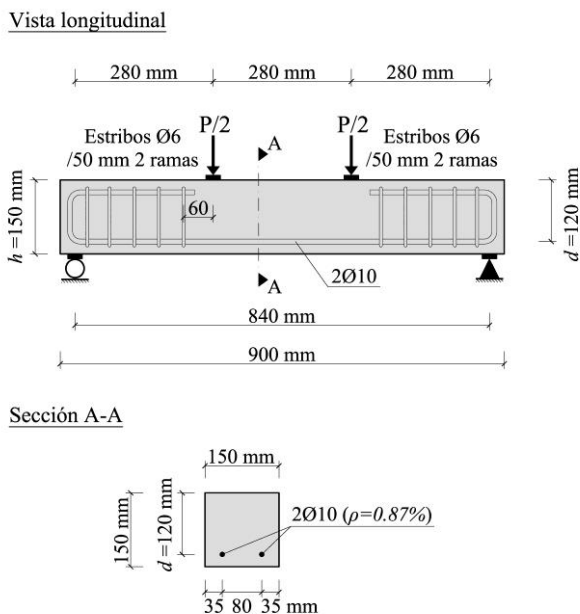 Vista longitudinal
280 mm 280 mm 280 mm
P/2 P/2
Estribos Ø6 Estribos Ø6
/50 mm 2 ramas /50 mm 2 ramas
A
h =150 mm
60
d =120 mm
2Ø10
A
840 mm
900 mm
Sección A-A
150 mm
150 mm
d =120 mm
2Ø10 (ρ=0.87%)
35 80 35 mm